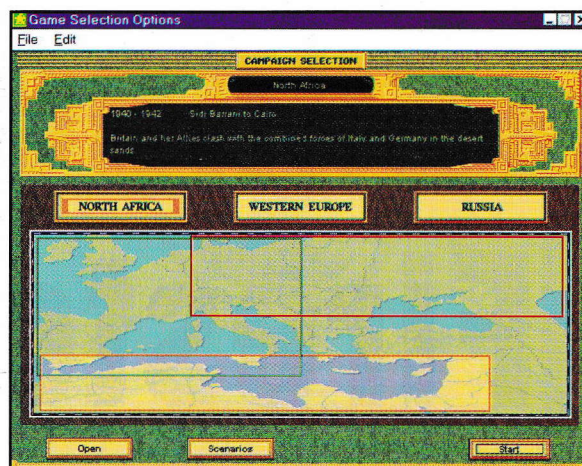 Game Selection Options
File Edit
CAMPAIGN SELECTION
North Africa
1940 - 1942 Sidi Barrani to Cairo
Britain and her Allies clash with the combined forces of Italy and Germany in the desert
sands
NORTH AFRICA WESTERN EUROPE RUSSIA
Open Scenarios Start